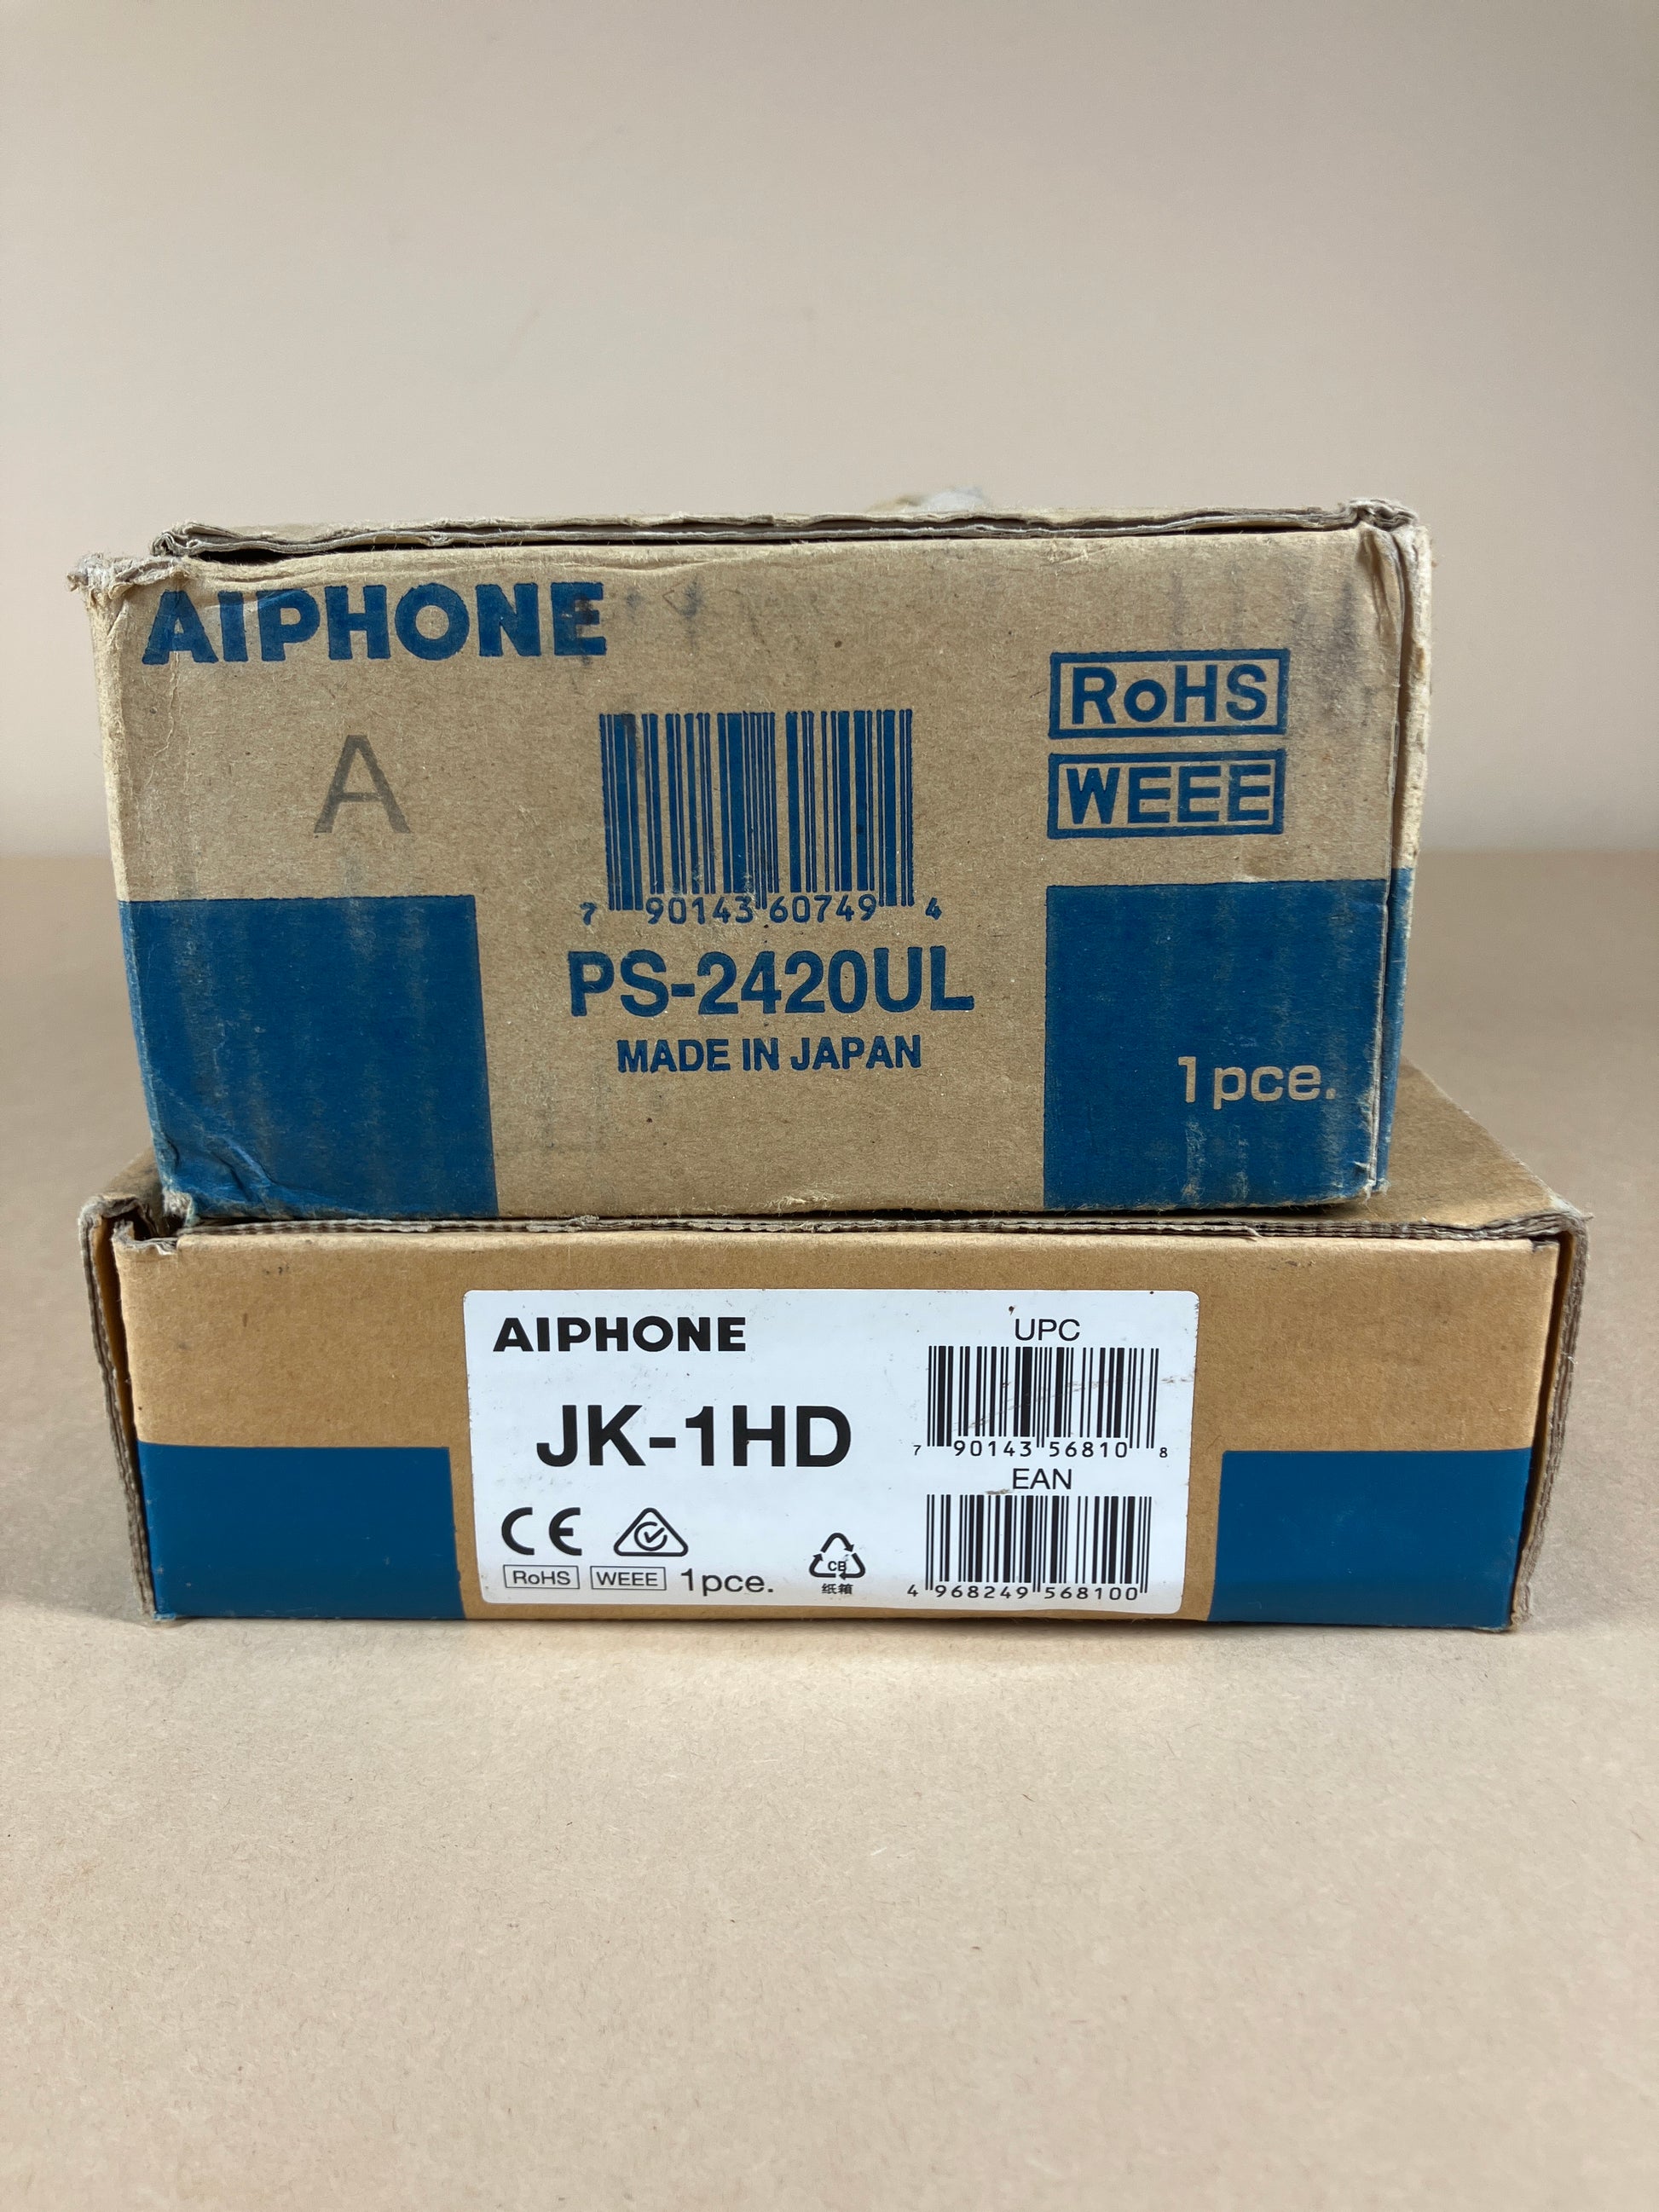 AIPHONE
RoHS
A
WEEE
7 90143 60749 4
PS-2420UL
MADE IN JAPAN
1pce.
AIPHONE
UPC
JK-1HD
7 90143 56810 8
EAN
CE
RoHS WEEE 1pce.
CB
纸箱
4 968249 568100